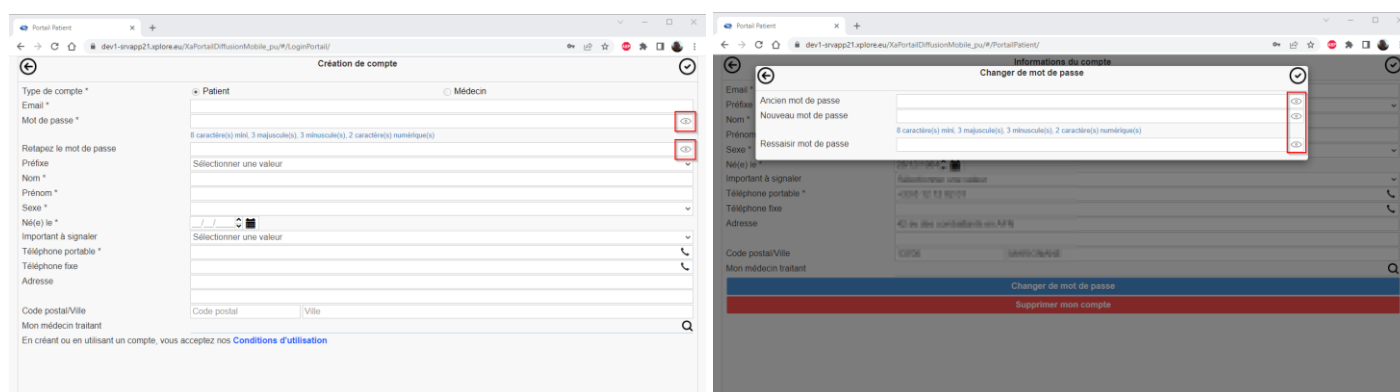 Portail Patient
dev1-srvapp21.xplore.eu/XaPortailDiffusionMobile_pu/#/LoginPortail/
Création de compte
Type de compte * Patient Médecin
Email *
Mot de passe *
8 caractère(s) mini, 3 majuscule(s), 3 minuscule(s), 2 caractère(s) numérique(s)
Retapez le mot de passe
Préfixe Sélectionner une valeur
Nom *
Prénom *
Sexe *
Né(e) le * __/__/____
Important à signaler Sélectionner une valeur
Téléphone portable *
Téléphone fixe
Adresse
Code postal/Ville Code postal Ville
Mon médecin traitant
En créant ou en utilisant un compte, vous acceptez nos Conditions d'utilisation
Portail Patient
dev1-srvapp21.xplore.eu/XaPortailDiffusionMobile_pu/#/PortailPatient/
Informations du compte
Changer de mot de passe
Email *
Ancien mot de passe
Préfixe
Nouveau mot de passe
Nom *
8 caractère(s) mini, 3 majuscule(s), 3 minuscule(s), 2 caractère(s) numérique(s)
Prénom
Ressaisir mot de passe
Sexe *
Né(e) le *
Important à signaler
Téléphone portable *
Téléphone fixe
Adresse
Code postal/Ville
Mon médecin traitant
Changer de mot de passe
Supprimer mon compte